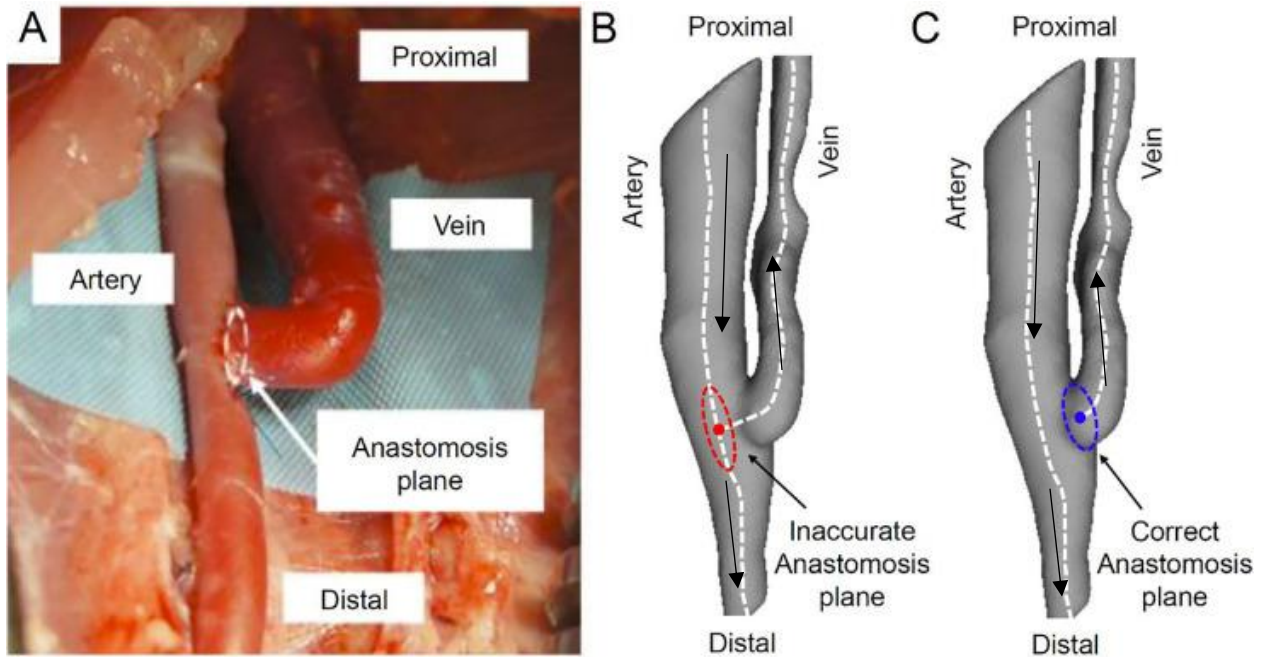 A
Proximal
Vein
Artery
Anastomosis
plane
Distal
B
Proximal
Artery
Vein
Inaccurate
Anastomosis
plane
Distal
C
Proximal
Artery
Vein
Correct
Anastomosis
plane
Distal